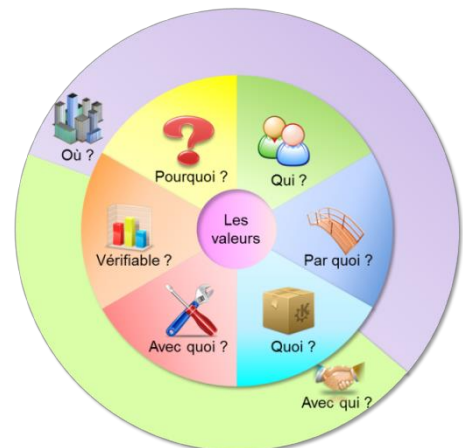 Où ?
Pourquoi ?
Qui ?
Vérifiable ?
Les
valeurs
Par quoi ?
Avec quoi ?
Quoi ?
Avec qui ?